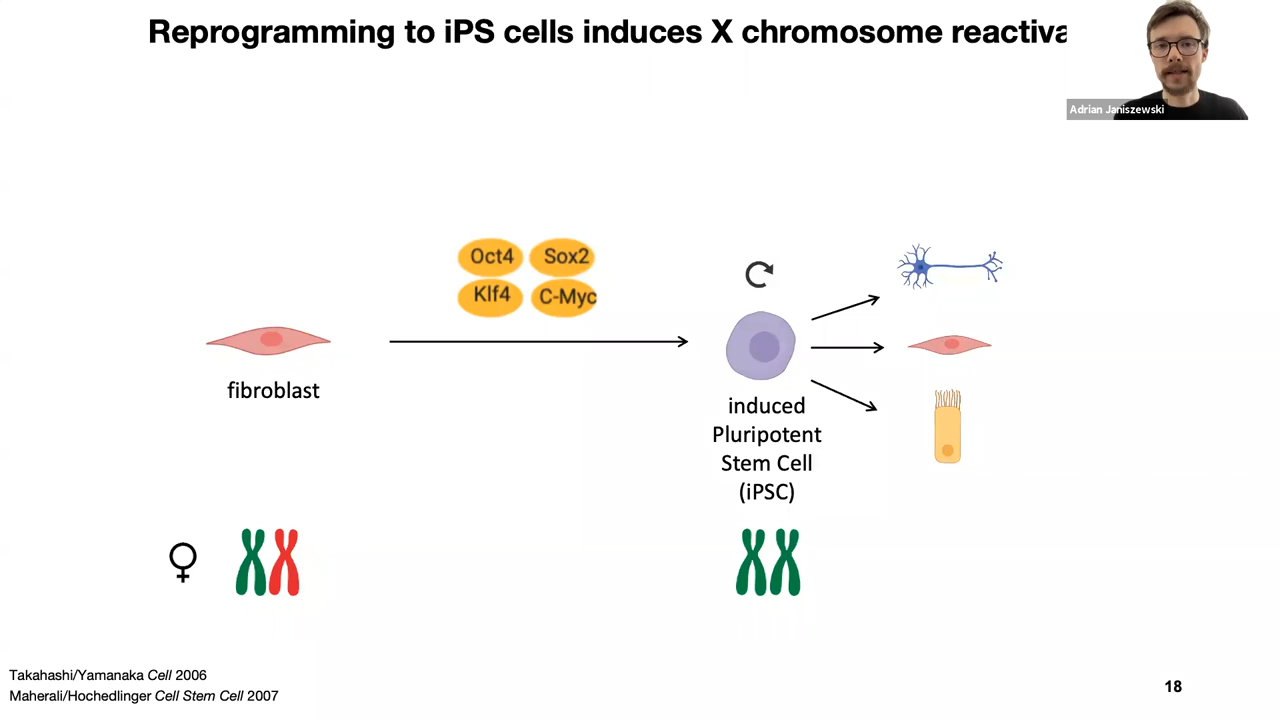 Reprogramming to iPS cells induces X chromosome reactiva
Adrian Janiszewski
Oct4
Sox2
Klf4
C-Myc
fibroblast
induced
Pluripotent
Stem Cell
(iPSC)
♀
Takahashi/Yamanaka Cell 2006
Maherali/Hochedlinger Cell Stem Cell 2007
18